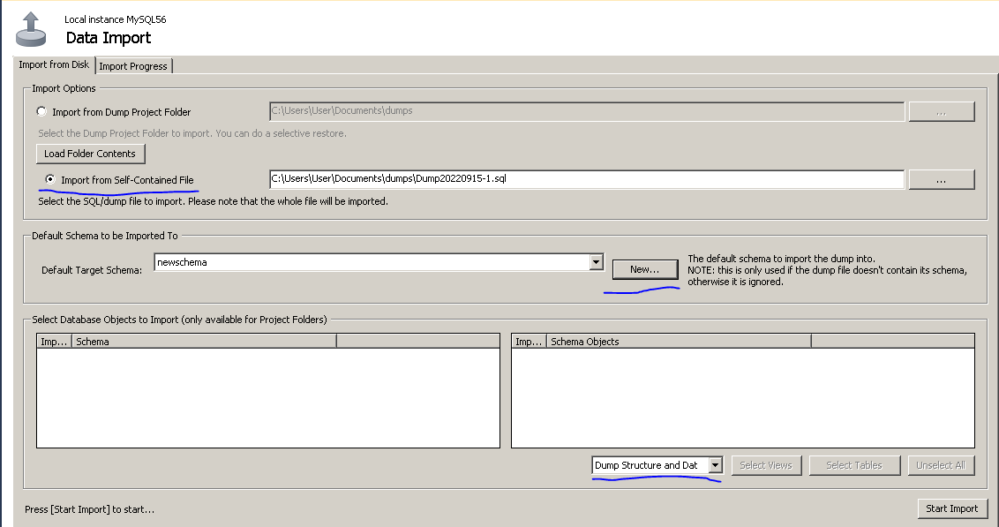 Local instance MySQL56
Data Import
Import from Disk
Import Progress
Import Options
Import from Dump Project Folder
C:\Users\User\Documents\dumps
...
Select the Dump Project Folder to import. You can do a selective restore.
Load Folder Contents
Import from Self-Contained File
C:\Users\User\Documents\dumps\Dump20220915-1.sql
...
Select the SQL/dump file to import. Please note that the whole file will be imported.
Default Schema to be Imported To
Default Target Schema:
newschema
New...
The default schema to import the dump into.
NOTE: this is only used if the dump file doesn't contain its schema,
otherwise it is ignored.
Select Database Objects to Import (only available for Project Folders)
Imp...
Schema
Imp...
Schema Objects
Dump Structure and Dat
Select Views
Select Tables
Unselect All
Press [Start Import] to start...
Start Import